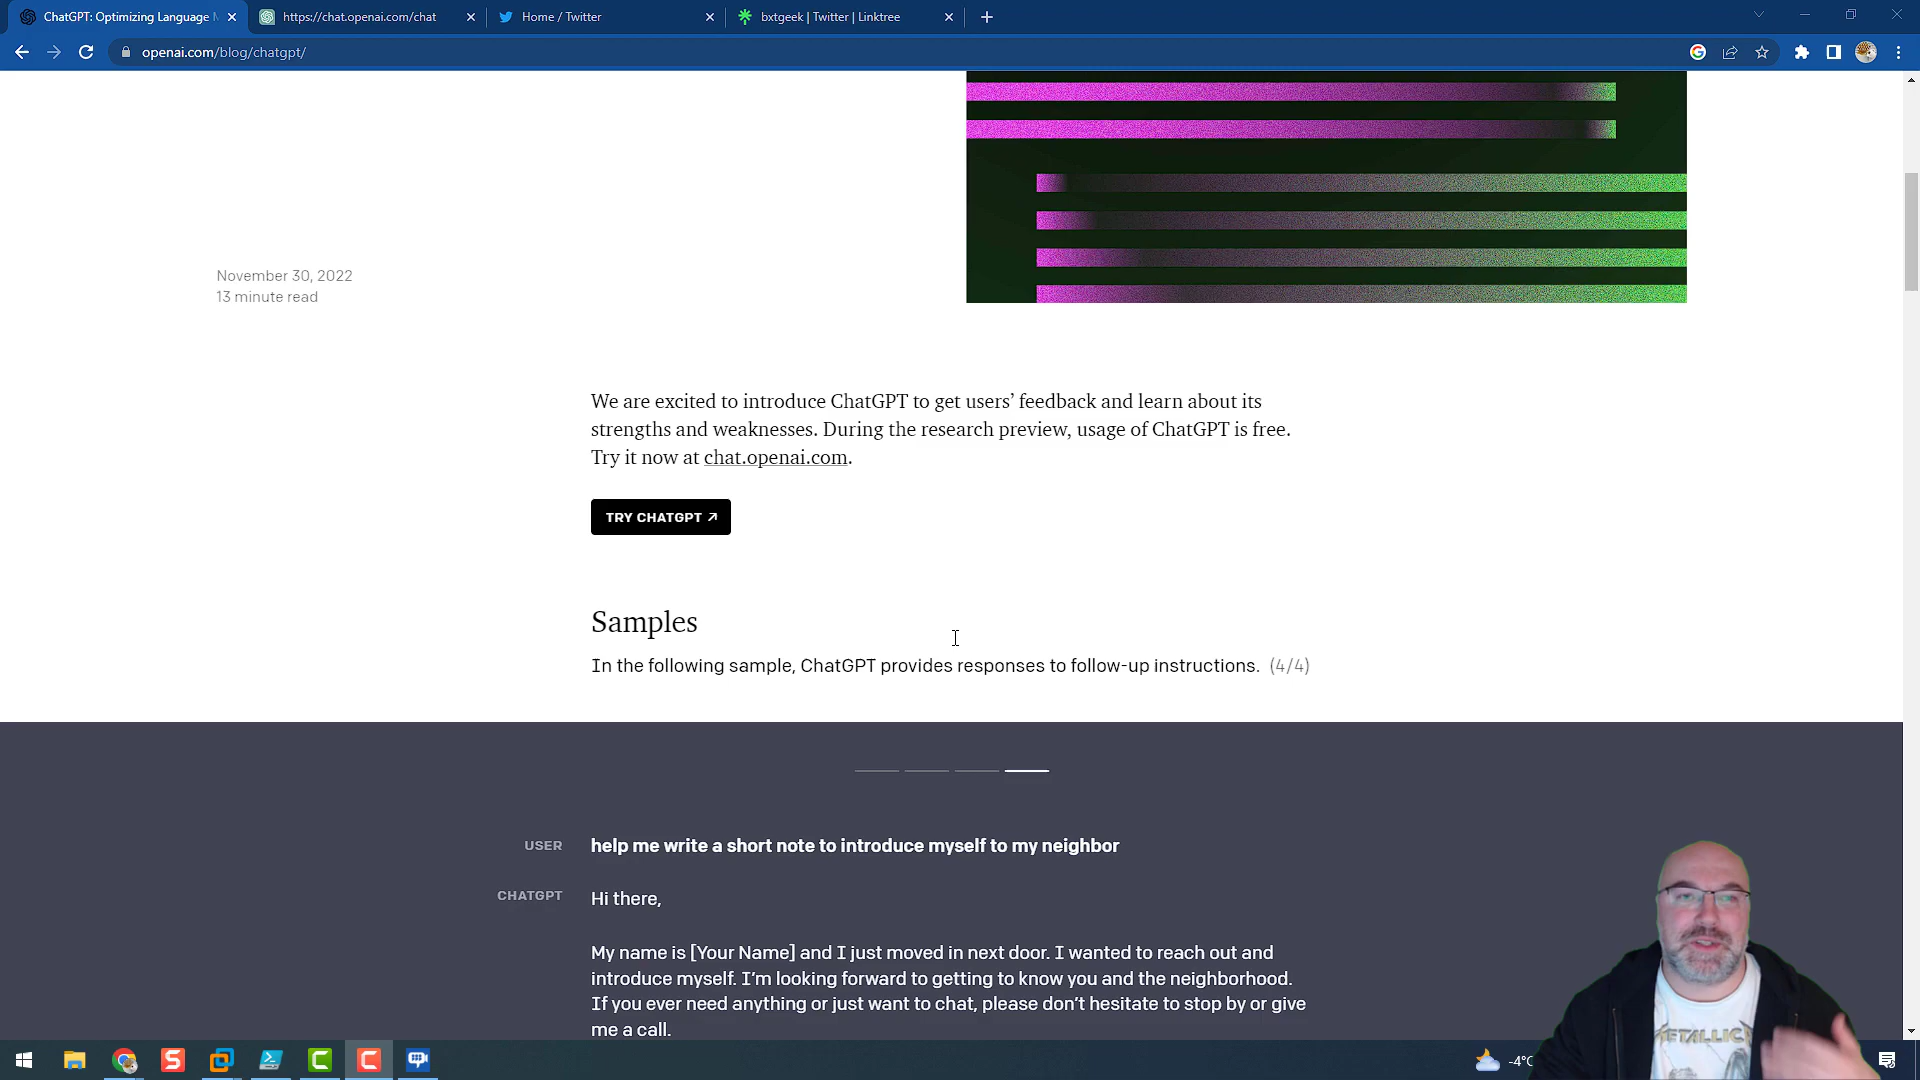 ChatGPT: Optimizing Language
https://chat.openai.com/chat
Home / Twitter
bxtgeek | Twitter | Linktree
openai.com/blog/chatgpt/
November 30, 2022
13 minute read
We are excited to introduce ChatGPT to get users’ feedback and learn about its
strengths and weaknesses. During the research preview, usage of ChatGPT is free.
Try it now at chat.openai.com.
TRY CHATGPT ↗
Samples
In the following sample, ChatGPT provides responses to follow-up instructions. (4/4)
USER help me write a short note to introduce myself to my neighbor
CHATGPT Hi there,
My name is [Your Name] and I just moved in next door. I wanted to reach out and
introduce myself. I’m looking forward to getting to know you and the neighborhood.
If you ever need anything or just want to chat, please don’t hesitate to stop by or give
me a call.
METALLICA
-4°C